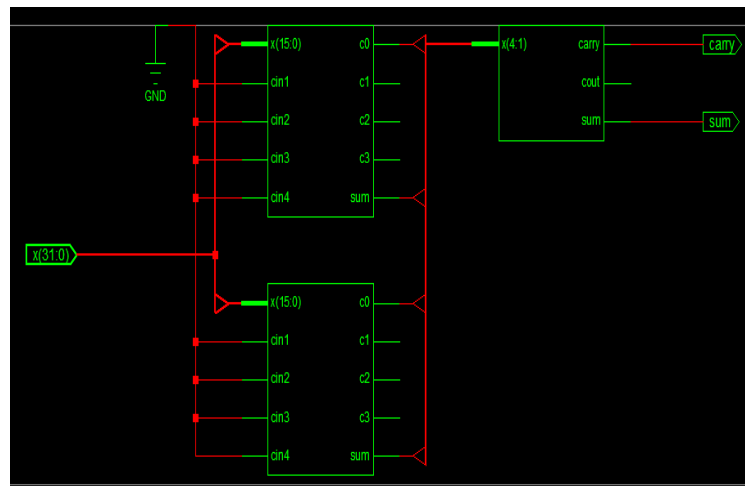 x(15:0) c0 x(4:1) carry carry
cin1 c1 cout
GND
cin2 c2 sum sum
cin3 c3
cin4 sum
x(31:0)
x(15:0) c0
cin1 c1
cin2 c2
cin3 c3
cin4 sum